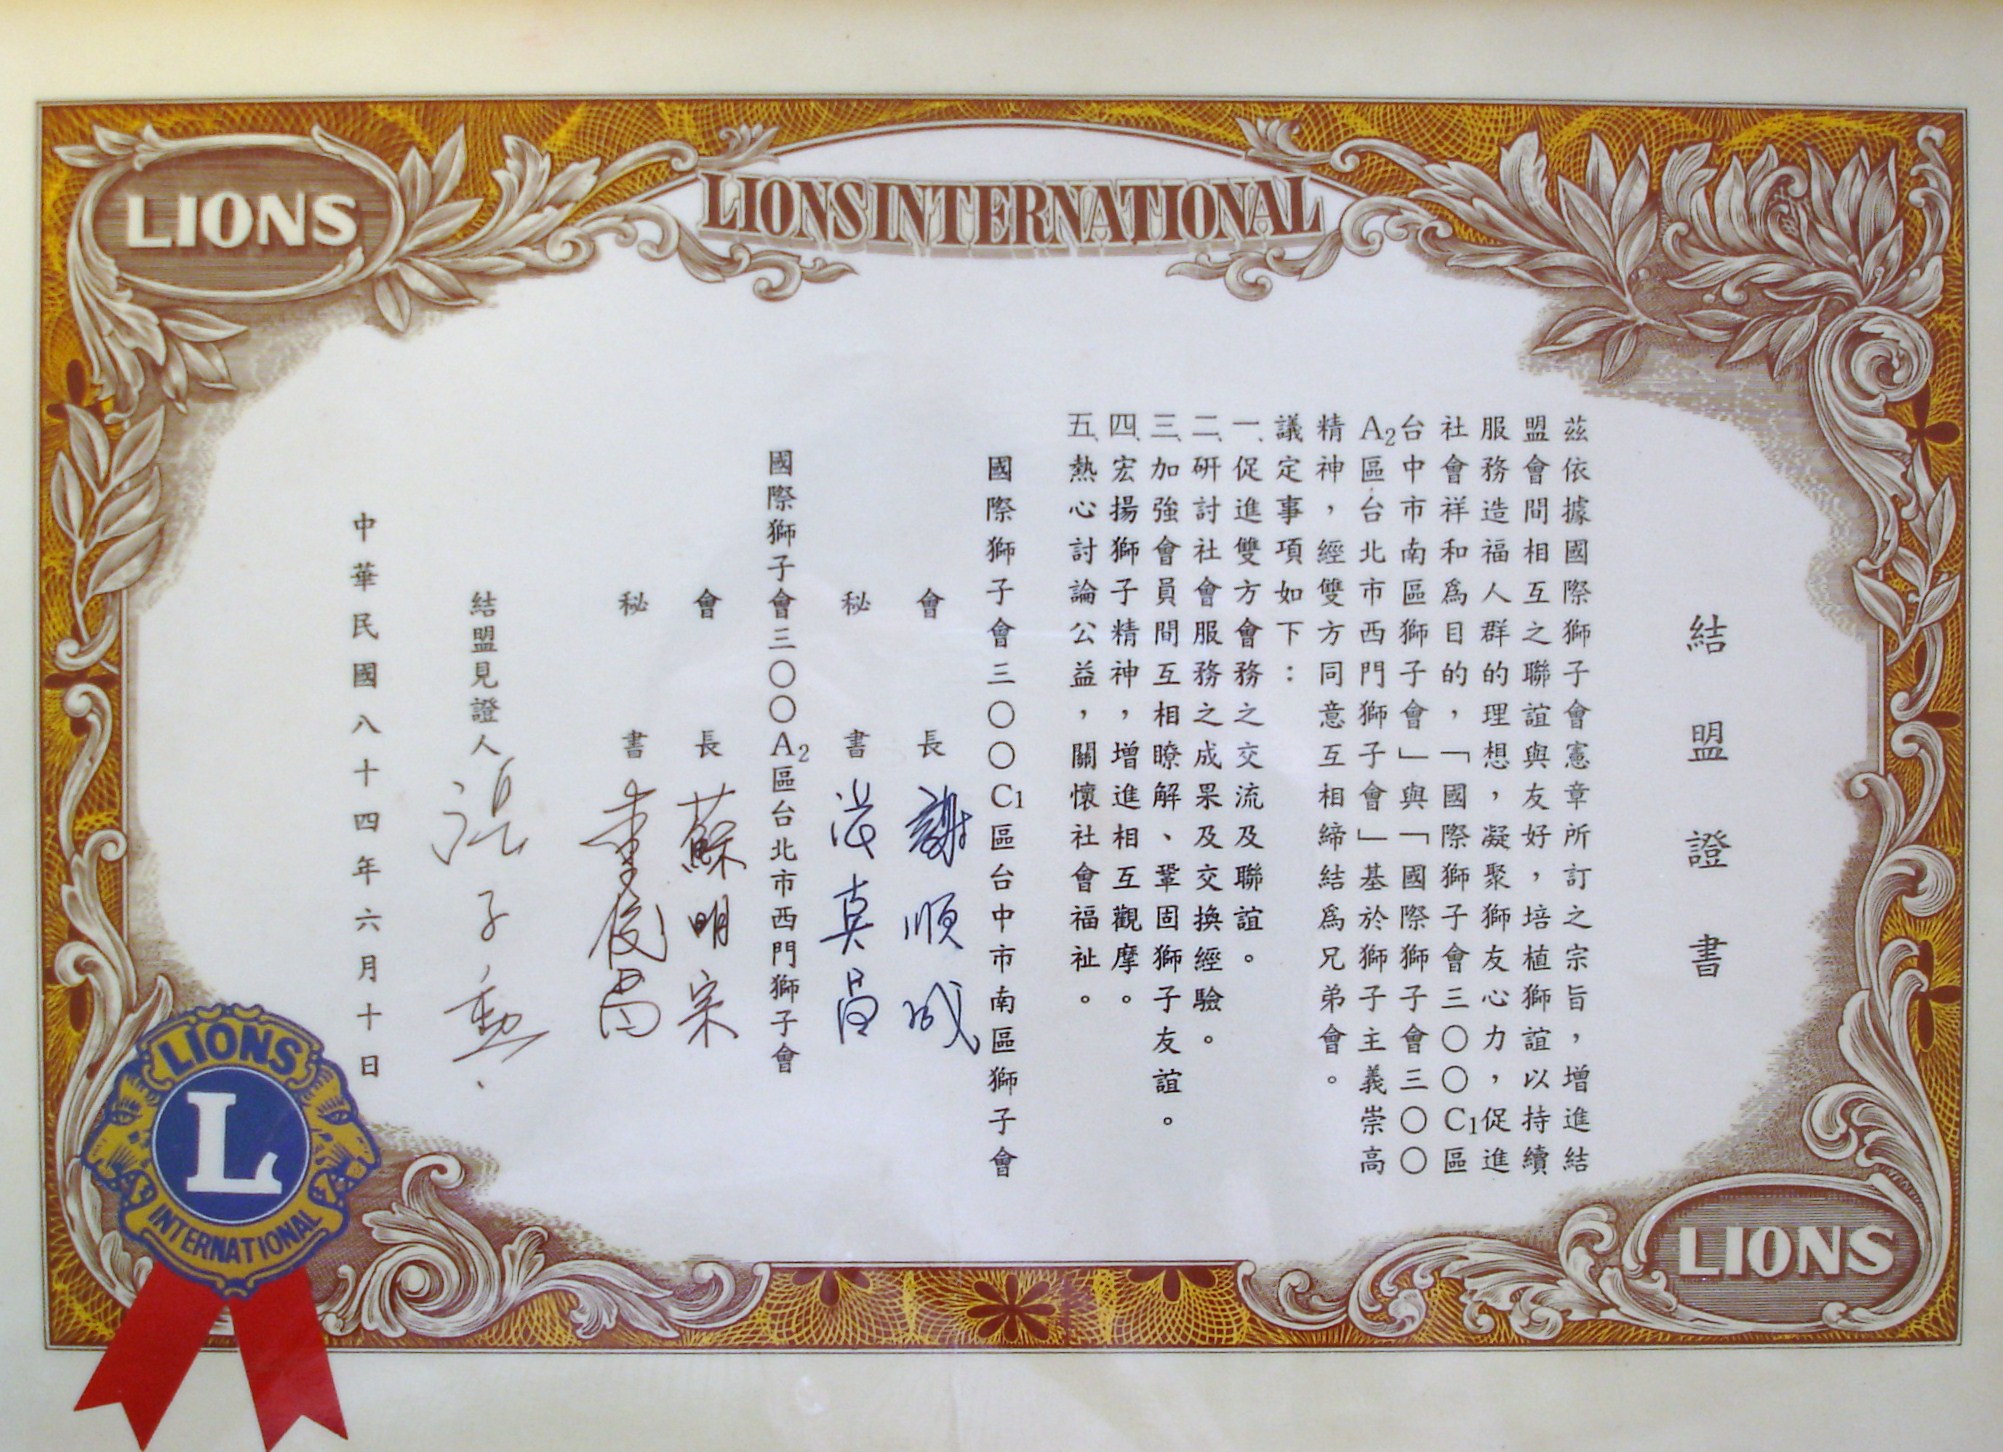 LIONS
LIONS INTERNATIONAL
結盟證書
茲依據國際獅子會憲章所訂之宗旨，增進結
盟會間相互之聯誼與友好，培植獅誼以持續
服務造福人群的理想，凝聚獅友心力，促進
社會祥和為目的，「國際獅子會三〇〇C1區
台中市南區獅子會」與「國際獅子會三〇〇
A2區台北市西門獅子會」基於獅子主義崇高
精神，經雙方同意互相締結為兄弟會。
議定事項如下：
一、促進雙方會務之交流及聯誼。
二、研討社會服務之成果及交換經驗。
三、加強會員間互相瞭解、鞏固獅子友誼。
四、宏揚獅子精神，增進相互觀摩。
五、熱心討論公益，關懷社會福祉。
國際獅子會三〇〇C1區台中市南區獅子會
會長 謝順成
秘書
國際獅子會三〇〇A2區台北市西門獅子會
會長 蘇明宗
秘書
結盟見證人
中華民國八十四年六月十日
LIONS
L
INTERNATIONAL
LIONS